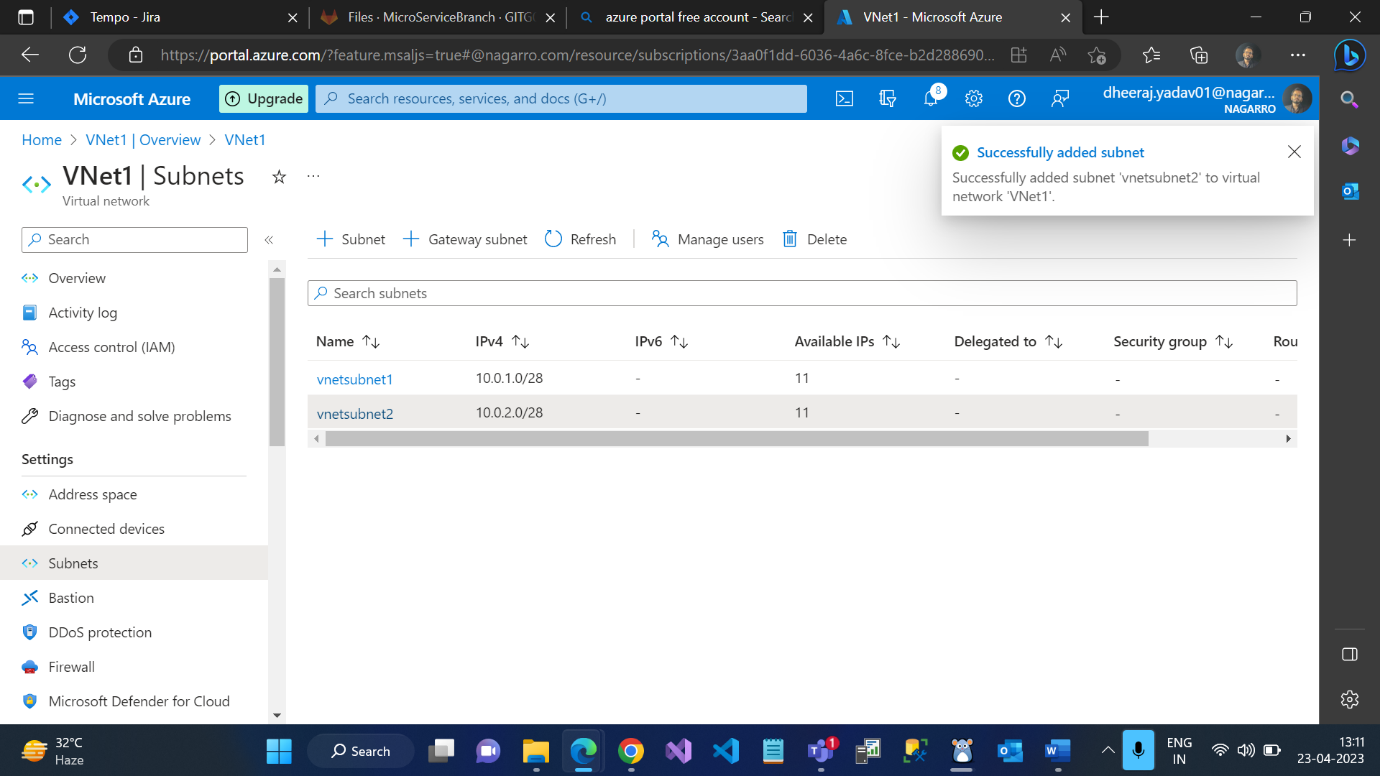 Tempo - Jira
Files · MicroServiceBranch · GITGO
azure portal free account - Search
VNet1 - Microsoft Azure
https://portal.azure.com/?feature.msaljs=true#@nagarro.com/resource/subscriptions/3aa0f1dd-6036-4a6c-8fce-b2d288690...
Microsoft Azure
Upgrade
Search resources, services, and docs (G+/)
8
dheeraj.yadav01@nagar...
NAGARRO
Home > VNet1 | Overview > VNet1
VNet1 | Subnets
...
Virtual network
Successfully added subnet
Successfully added subnet 'vnetsubnet2' to virtual
network 'VNet1'.
Search
«
Subnet
Gateway subnet
Refresh
Manage users
Delete
Overview
Activity log
Access control (IAM)
Tags
Diagnose and solve problems
Settings
Address space
Connected devices
Subnets
Bastion
DDoS protection
Firewall
Microsoft Defender for Cloud
Search subnets
Name IPv4 IPv6 Available IPs Delegated to Security group Rou
vnetsubnet1 10.0.1.0/28 - 11 - - -
vnetsubnet2 10.0.2.0/28 - 11 - - -
32°C
Haze
Search
1
ENG
IN
13:11
23-04-2023